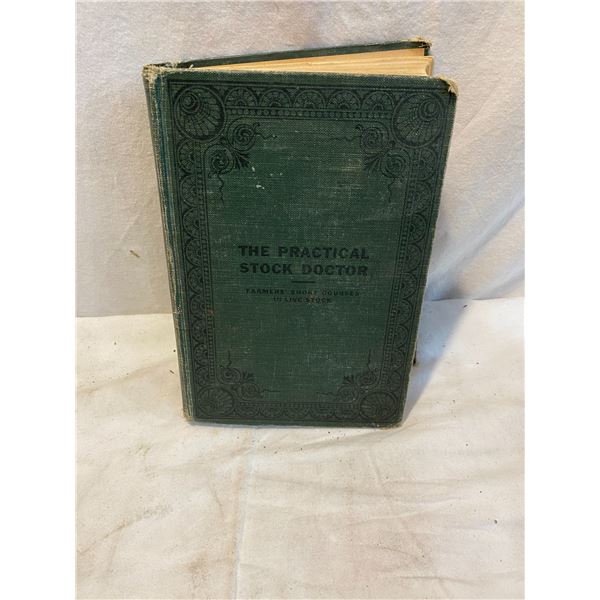 THE PRACTICAL
STOCK DOCTOR
FARMERS' SHORT COURSES
IN LIVE STOCK